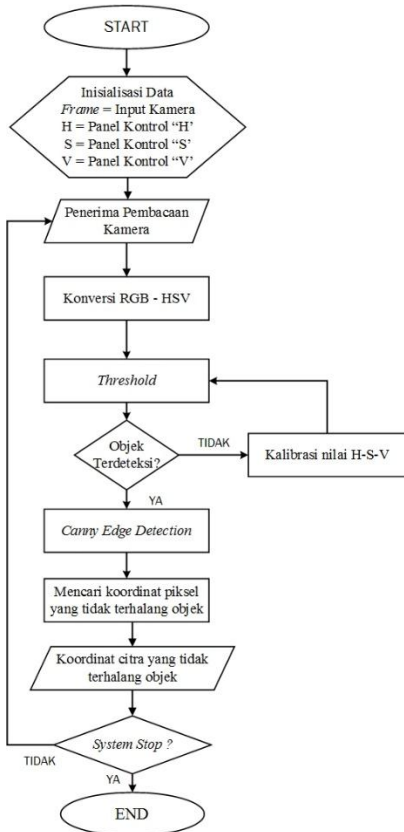 START
Inisialisasi Data
Frame = Input Kamera
H = Panel Kontrol “H’
S = Panel Kontrol “S’
V = Panel Kontrol “V’
Penerima Pembacaan
Kamera
Konversi RGB - HSV
Threshold
Objek
Terdeteksi?
TIDAK
Kalibrasi nilai H-S-V
YA
Canny Edge Detection
Mencari koordinat piksel
yang tidak terhalang objek
Koordinat citra yang tidak
terhalang objek
System Stop ?
TIDAK
YA
END